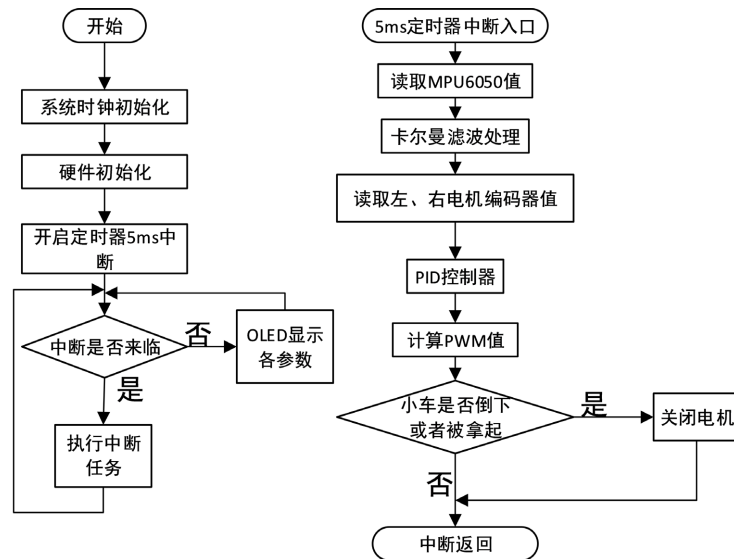 开始
系统时钟初始化
硬件初始化
开启定时器5ms中
断
中断是否来临
否
OLED显示
各参数
是
执行中断
任务
5ms定时器中断入口
读取MPU6050值
卡尔曼滤波处理
读取左、右电机编码器值
PID控制器
计算PWM值
小车是否倒下
或者被拿起
是
关闭电机
否
中断返回